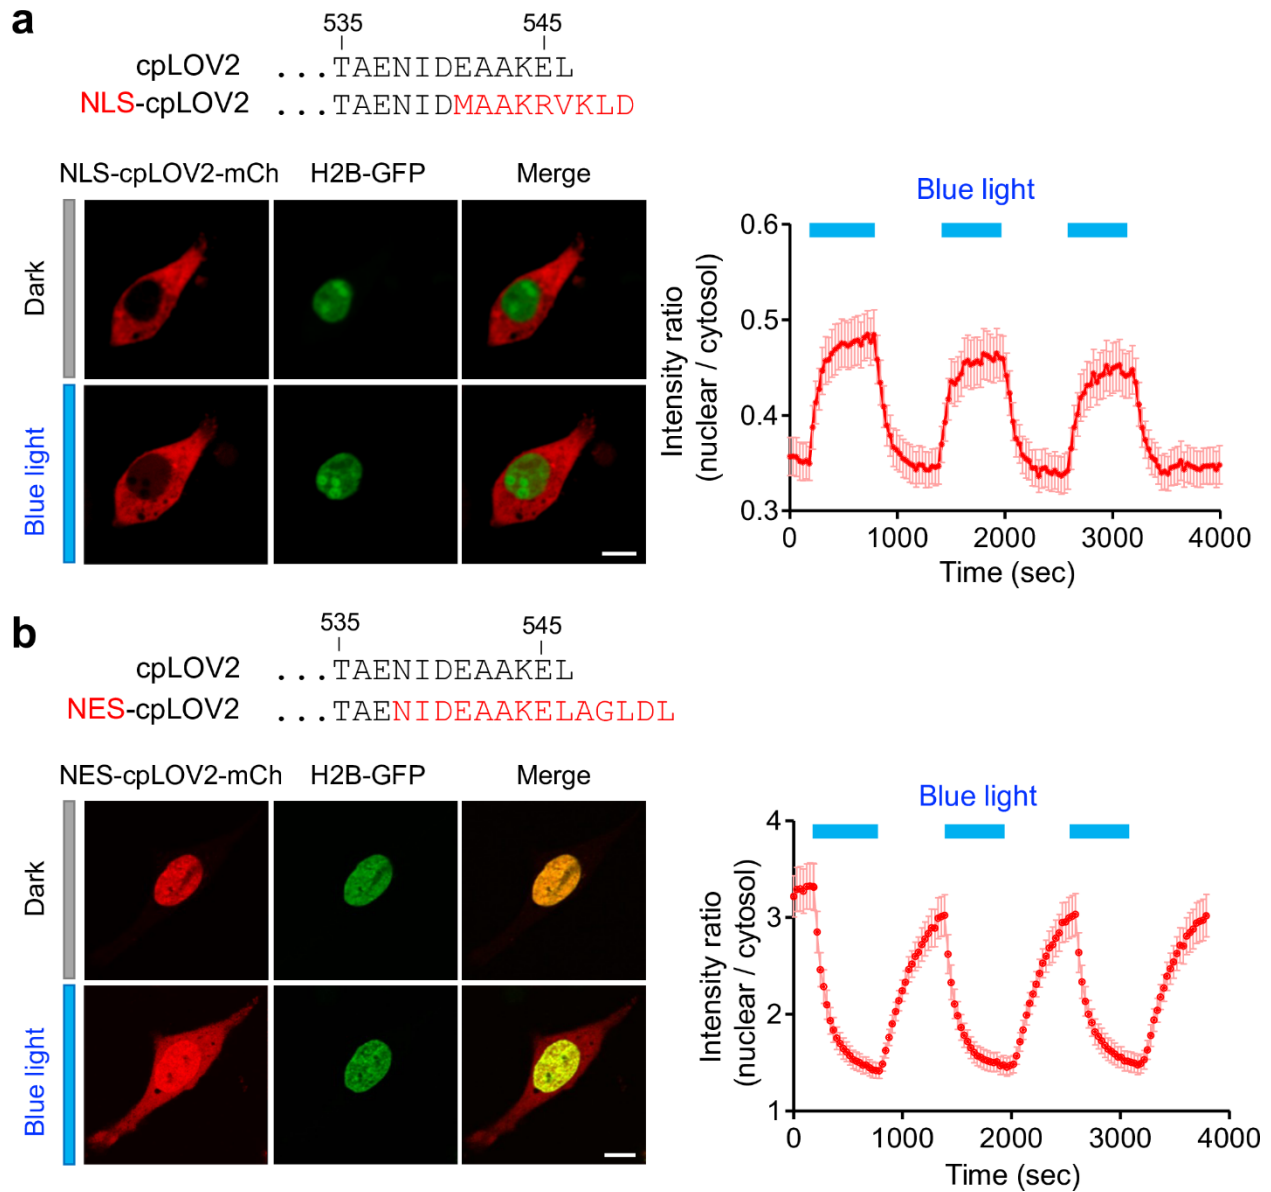 a
535 545
cpLOV2 ...TAENIDEAAKEL
NLS-cpLOV2 ...TAENIDMAAKRVKLD
NLS-cpLOV2-mCh H2B-GFP Merge
Dark
Blue light
Blue light
Intensity ratio
(nuclear / cytosol)
0.6
0.5
0.4
0.3
0 1000 2000 3000 4000
Time (sec)
b
535 545
cpLOV2 ...TAENIDEAAKEL
NES-cpLOV2 ...TAENIDEAAKELAGLDL
NES-cpLOV2-mCh H2B-GFP Merge
Dark
Blue light
Blue light
Intensity ratio
(nuclear / cytosol)
4
3
2
1
0 1000 2000 3000 4000
Time (sec)